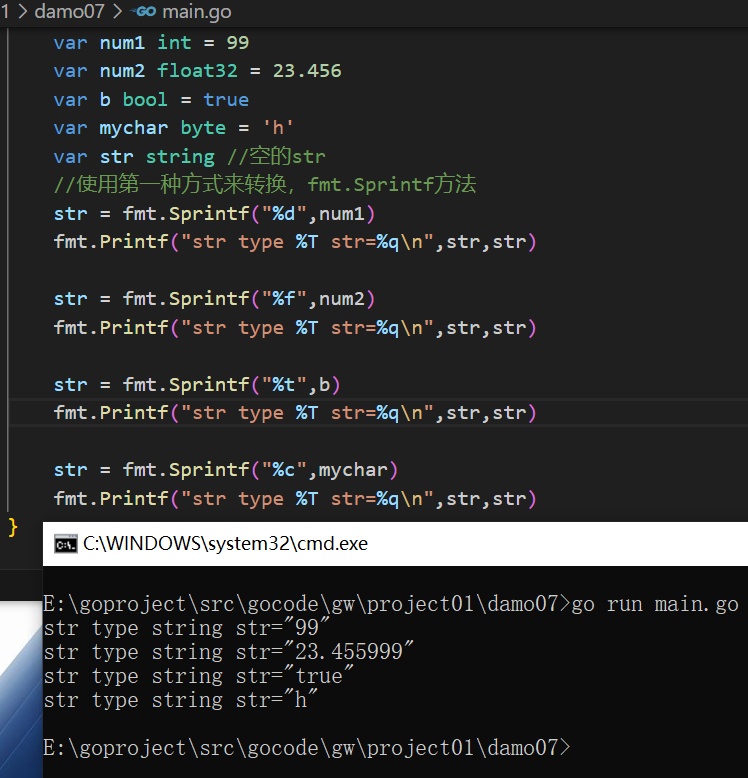 1 > damo07 > GO main.go
var num1 int = 99
var num2 float32 = 23.456
var b bool = true
var mychar byte = 'h'
var str string //空的str
//使用第一种方式来转换，fmt.Sprintf方法
str = fmt.Sprintf("%d",num1)
fmt.Printf("str type %T str=%q\n",str,str)
str = fmt.Sprintf("%f",num2)
fmt.Printf("str type %T str=%q\n",str,str)
str = fmt.Sprintf("%t",b)
fmt.Printf("str type %T str=%q\n",str,str)
str = fmt.Sprintf("%c",mychar)
fmt.Printf("str type %T str=%q\n",str,str)
}
C:\WINDOWS\system32\cmd.exe
E:\goproject\src\gocode\gw\project01\damo07>go run main.go
str type string str="99"
str type string str="23.455999"
str type string str="true"
str type string str="h"
E:\goproject\src\gocode\gw\project01\damo07>